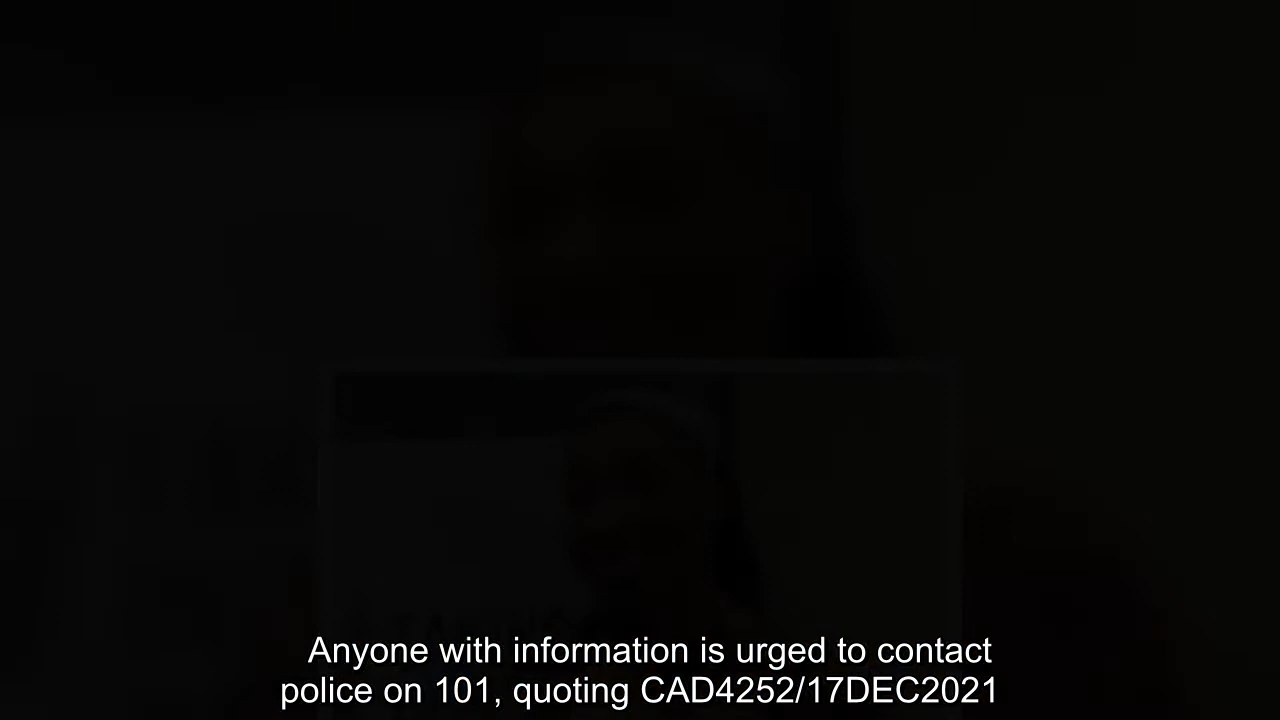 Anyone with information is urged to contact
police on 101, quoting CAD4252/17DEC2021